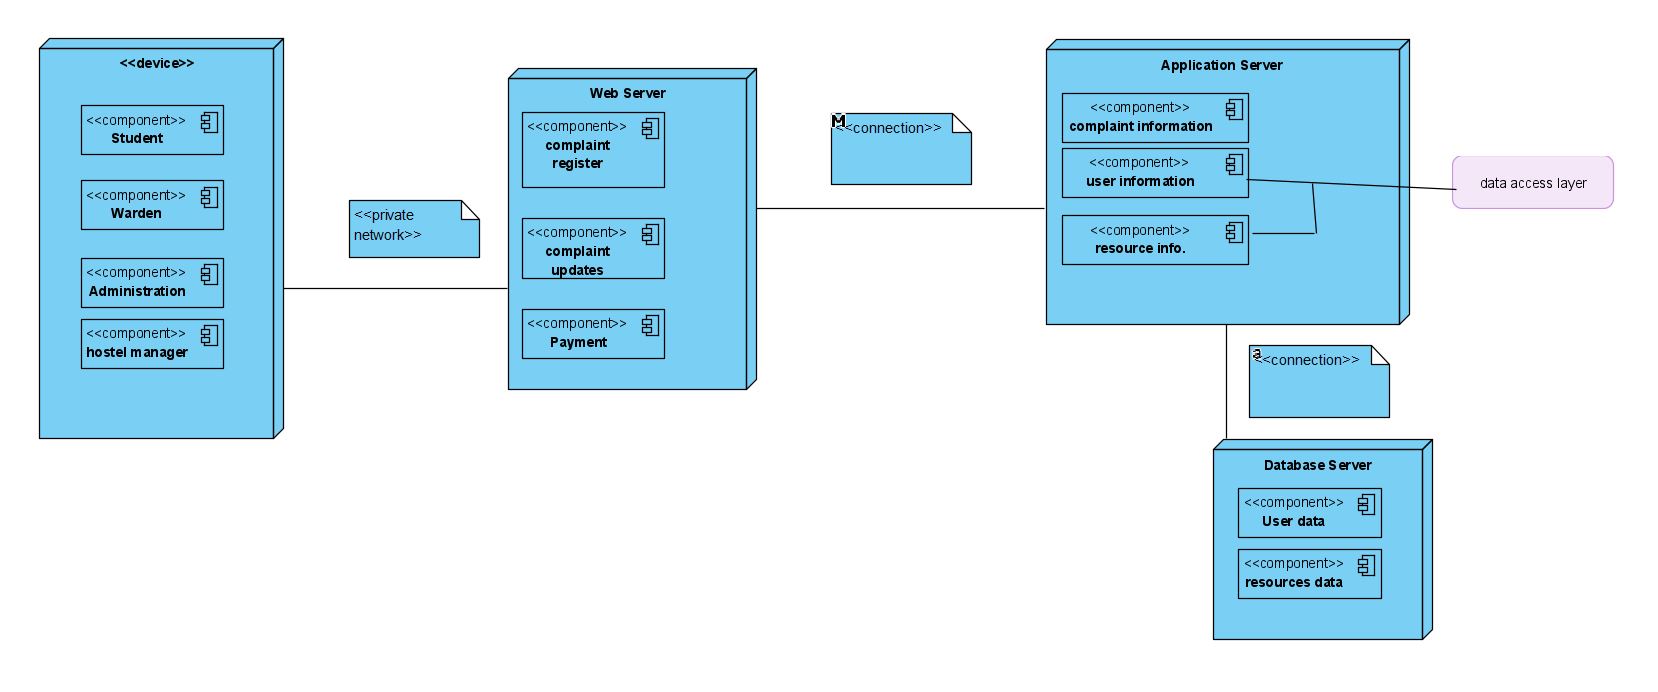 <<device>>
<<component>>
Student
<<component>>
Warden
<<component>>
Administration
<<component>>
hostel manager
<<private
network>>
Web Server
<<component>>
complaint
register
<<component>>
complaint
updates
<<component>>
Payment
M
<<connection>>
Application Server
<<component>>
complaint information
<<component>>
user information
<<component>>
resource info.
data access layer
a
<<connection>>
Database Server
<<component>>
User data
<<component>>
resources data